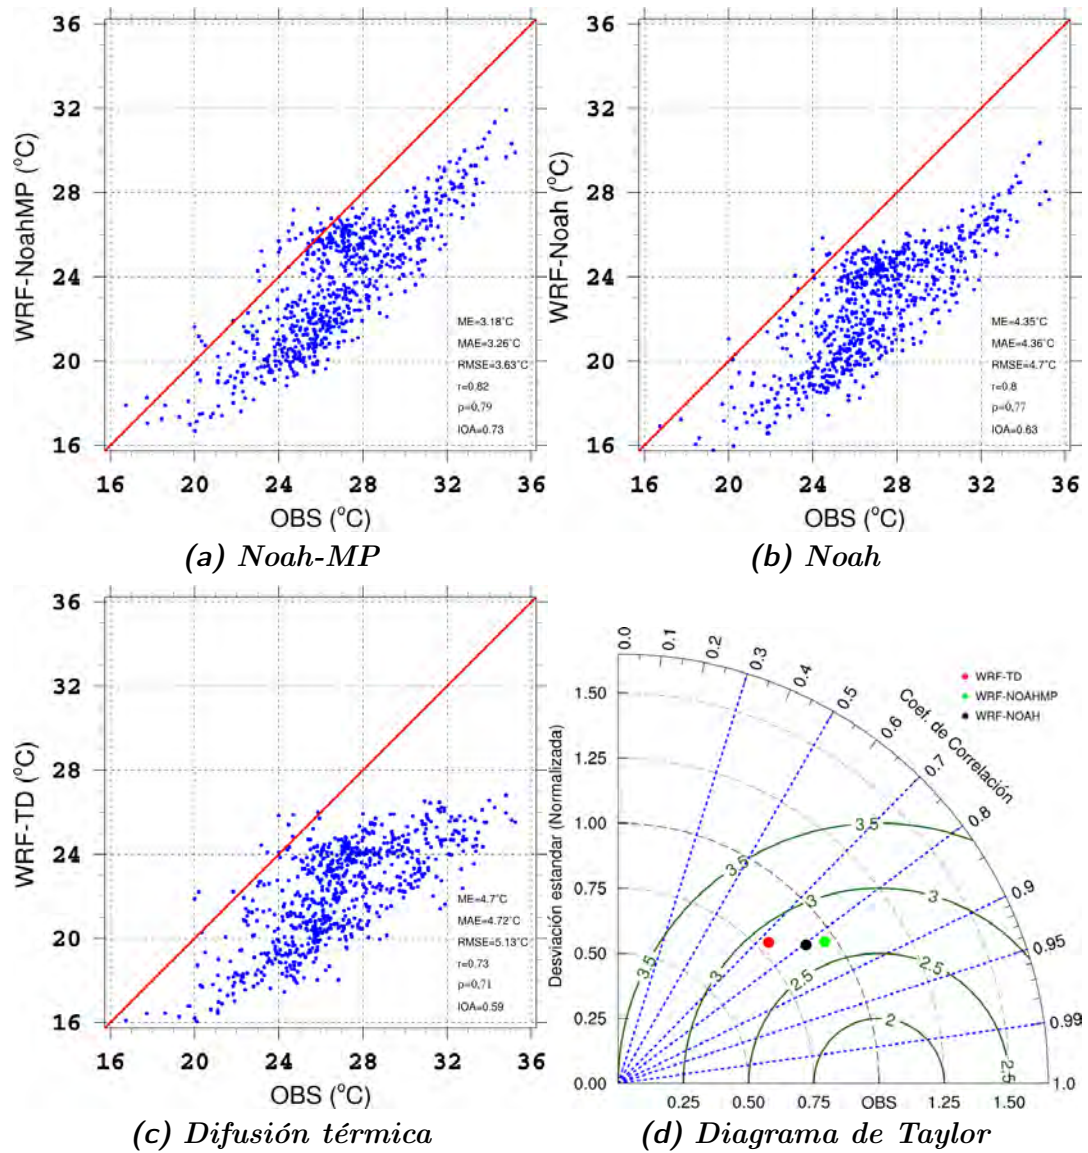 36
32
28
24
20
16
WRF-NoahMP (°C)
ME=3.18°C
MAE=3.26°C
RMSE=3.63°C
r=0.82
ρ=0.79
IOA=0.73
16 20 24 28 32 36
OBS (°C)
(a) Noah-MP
36
32
28
24
20
16
WRF-Noah (°C)
ME=4.35°C
MAE=4.36°C
RMSE=4.7°C
r=0.8
ρ=0.77
IOA=0.63
16 20 24 28 32 36
OBS (°C)
(b) Noah
36
32
28
24
20
16
WRF-TD (°C)
ME=4.7°C
MAE=4.72°C
RMSE=5.13°C
r=0.73
ρ=0.71
IOA=0.59
16 20 24 28 32 36
OBS (°C)
(c) Difusión térmica
0.0 0.1 0.2 0.3 0.4 0.5 0.6 0.7 0.8 0.9 0.95 0.99 1.0
Coef. de Correlación
WRF-TD
WRF-NOAHMP
WRF-NOAH
1.50
1.25
1.00
0.75
0.50
0.25
0.00
Desviación estandar (Normalizada)
3.5 3.5 3.5
3 3 3
2.5 2.5 2.5
2
0.25 0.50 0.75 OBS 1.25 1.50
(d) Diagrama de Taylor